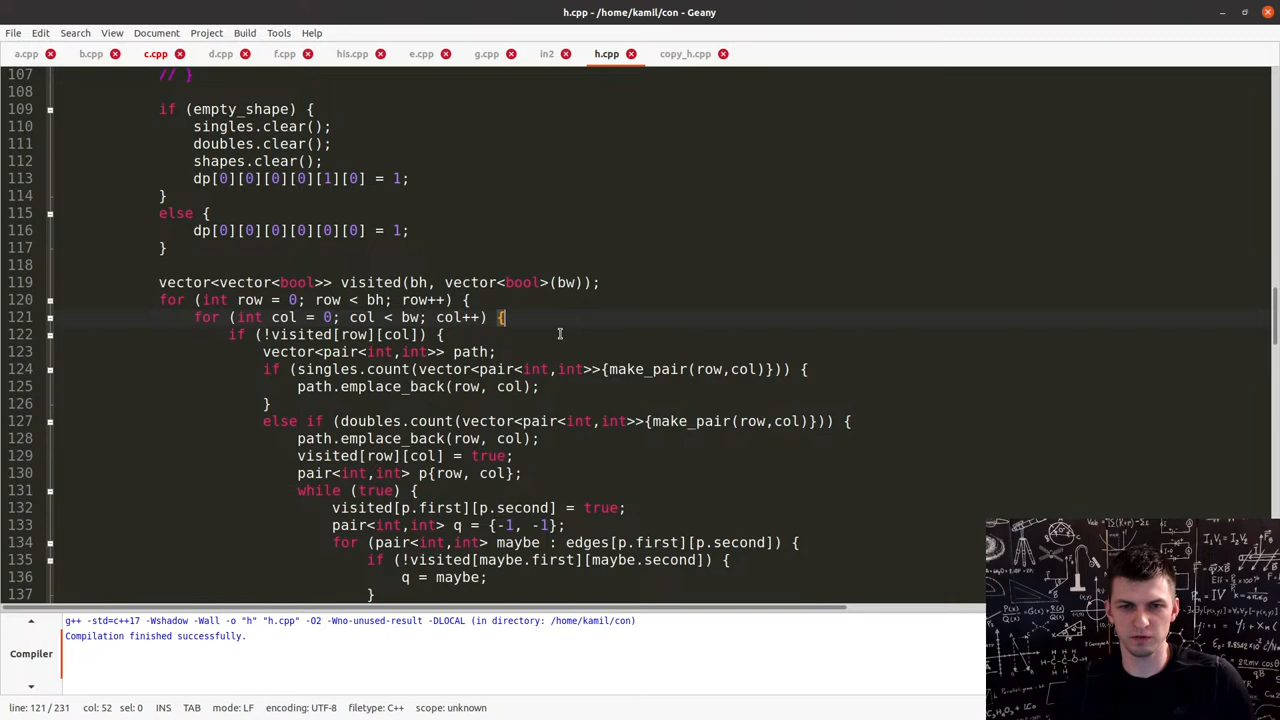 h.cpp - /home/kamil/con - Geany
File Edit Search View Document Project Build Tools Help
a.cpp b.cpp c.cpp d.cpp f.cpp his.cpp e.cpp g.cpp in2 h.cpp copy_h.cpp
107 // }
108
109 if (empty_shape) {
110 singles.clear();
111 doubles.clear();
112 shapes.clear();
113 dp[0][0][0][0][1][0] = 1;
114 }
115 else {
116 dp[0][0][0][0][0][0] = 1;
117 }
118
119 vector<vector<bool>> visited(bh, vector<bool>(bw));
120 for (int row = 0; row < bh; row++) {
121 for (int col = 0; col < bw; col++) {
122 if (!visited[row][col]) {
123 vector<pair<int,int>> path;
124 if (singles.count(vector<pair<int,int>>{make_pair(row,col)})) {
125 path.emplace_back(row, col);
126 }
127 else if (doubles.count(vector<pair<int,int>>{make_pair(row,col)})) {
128 path.emplace_back(row, col);
129 visited[row][col] = true;
130 pair<int,int> p{row, col};
131 while (true) {
132 visited[p.first][p.second] = true;
133 pair<int,int> q = {-1, -1};
134 for (pair<int,int> maybe : edges[p.first][p.second]) {
135 if (!visited[maybe.first][maybe.second]) {
136 q = maybe;
137 }
g++ -std=c++17 -Wshadow -Wall -o "h" "h.cpp" -O2 -Wno-unused-result -DLOCAL (in directory: /home/kamil/con)
Compilation finished successfully.
Compiler
line: 121 / 231 col: 52 sel: 0 INS TAB mode: LF encoding: UTF-8 filetype: C++ scope: unknown